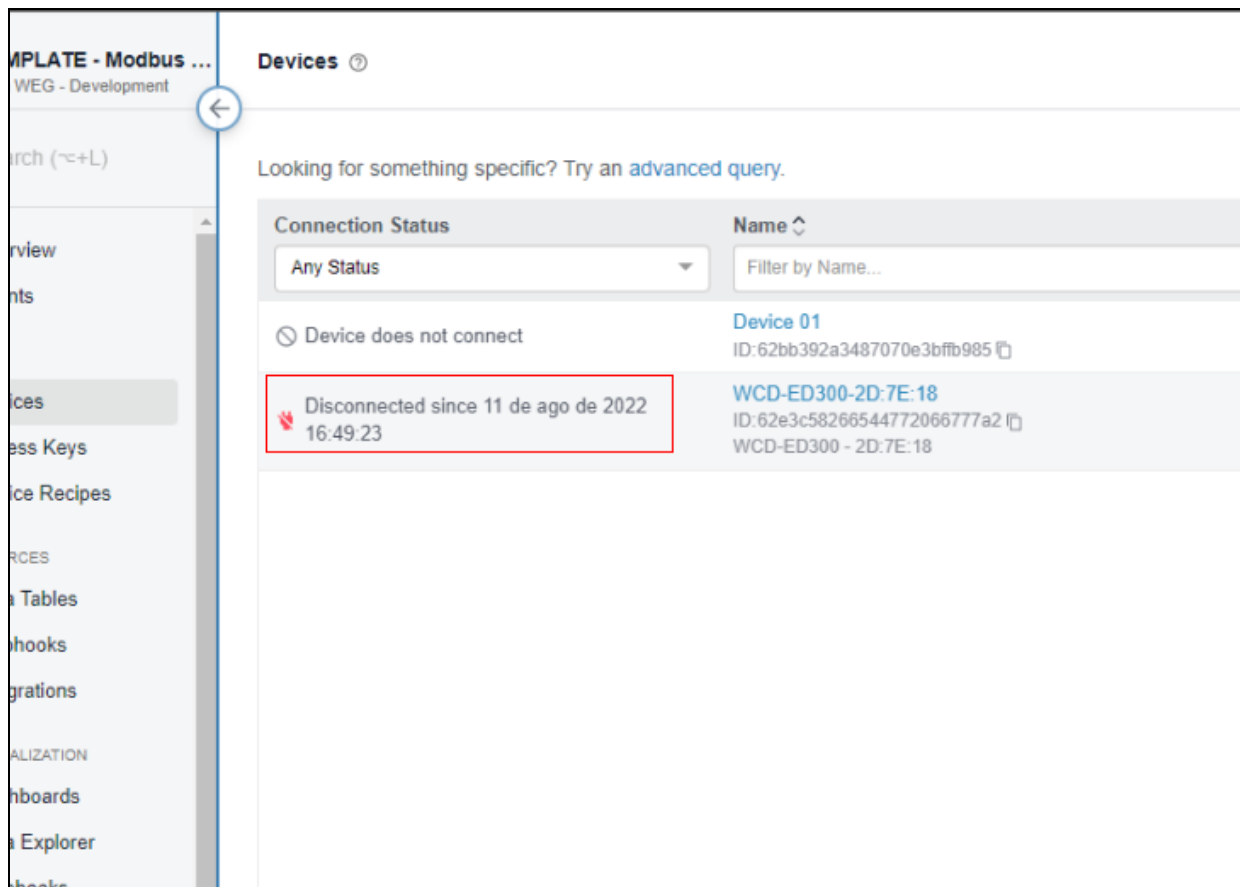 MPLATE - Modbus ...
WEG - Development
rch (⌥+L)
rview
nts
ices
ess Keys
ice Recipes
RCES
a Tables
bhooks
grations
ALIZATION
hboards
a Explorer
Devices
Looking for something specific? Try an advanced query.
Connection Status
Name
Any Status
Filter by Name...
Device does not connect
Device 01
ID:62bb392a3487070e3bffb985
Disconnected since 11 de ago de 2022
16:49:23
WCD-ED300-2D:7E:18
ID:62e3c58266544772066777a2
WCD-ED300 - 2D:7E:18